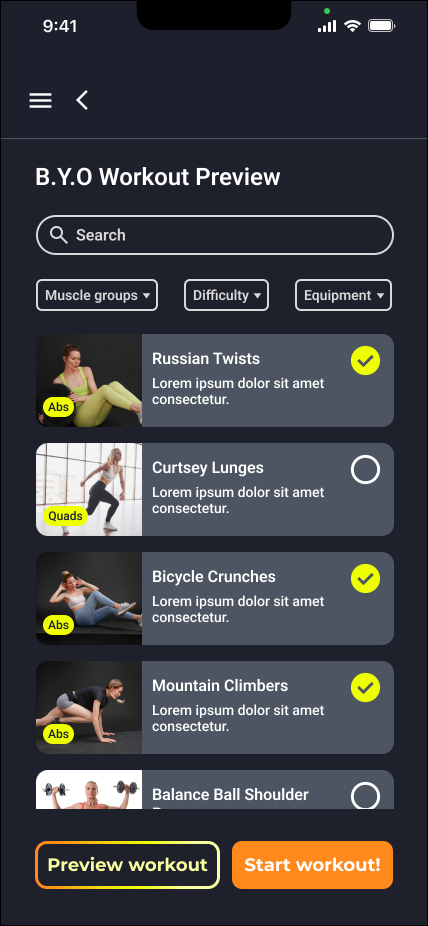 9:41
B.Y.O Workout Preview
Search
Muscle groups
Difficulty
Equipment
Russian Twists
Lorem ipsum dolor sit amet
consectetur.
Abs
Curtsey Lunges
Lorem ipsum dolor sit amet
consectetur.
Quads
Bicycle Crunches
Lorem ipsum dolor sit amet
consectetur.
Abs
Mountain Climbers
Lorem ipsum dolor sit amet
consectetur.
Abs
Balance Ball Shoulder
Preview workout
Start workout!